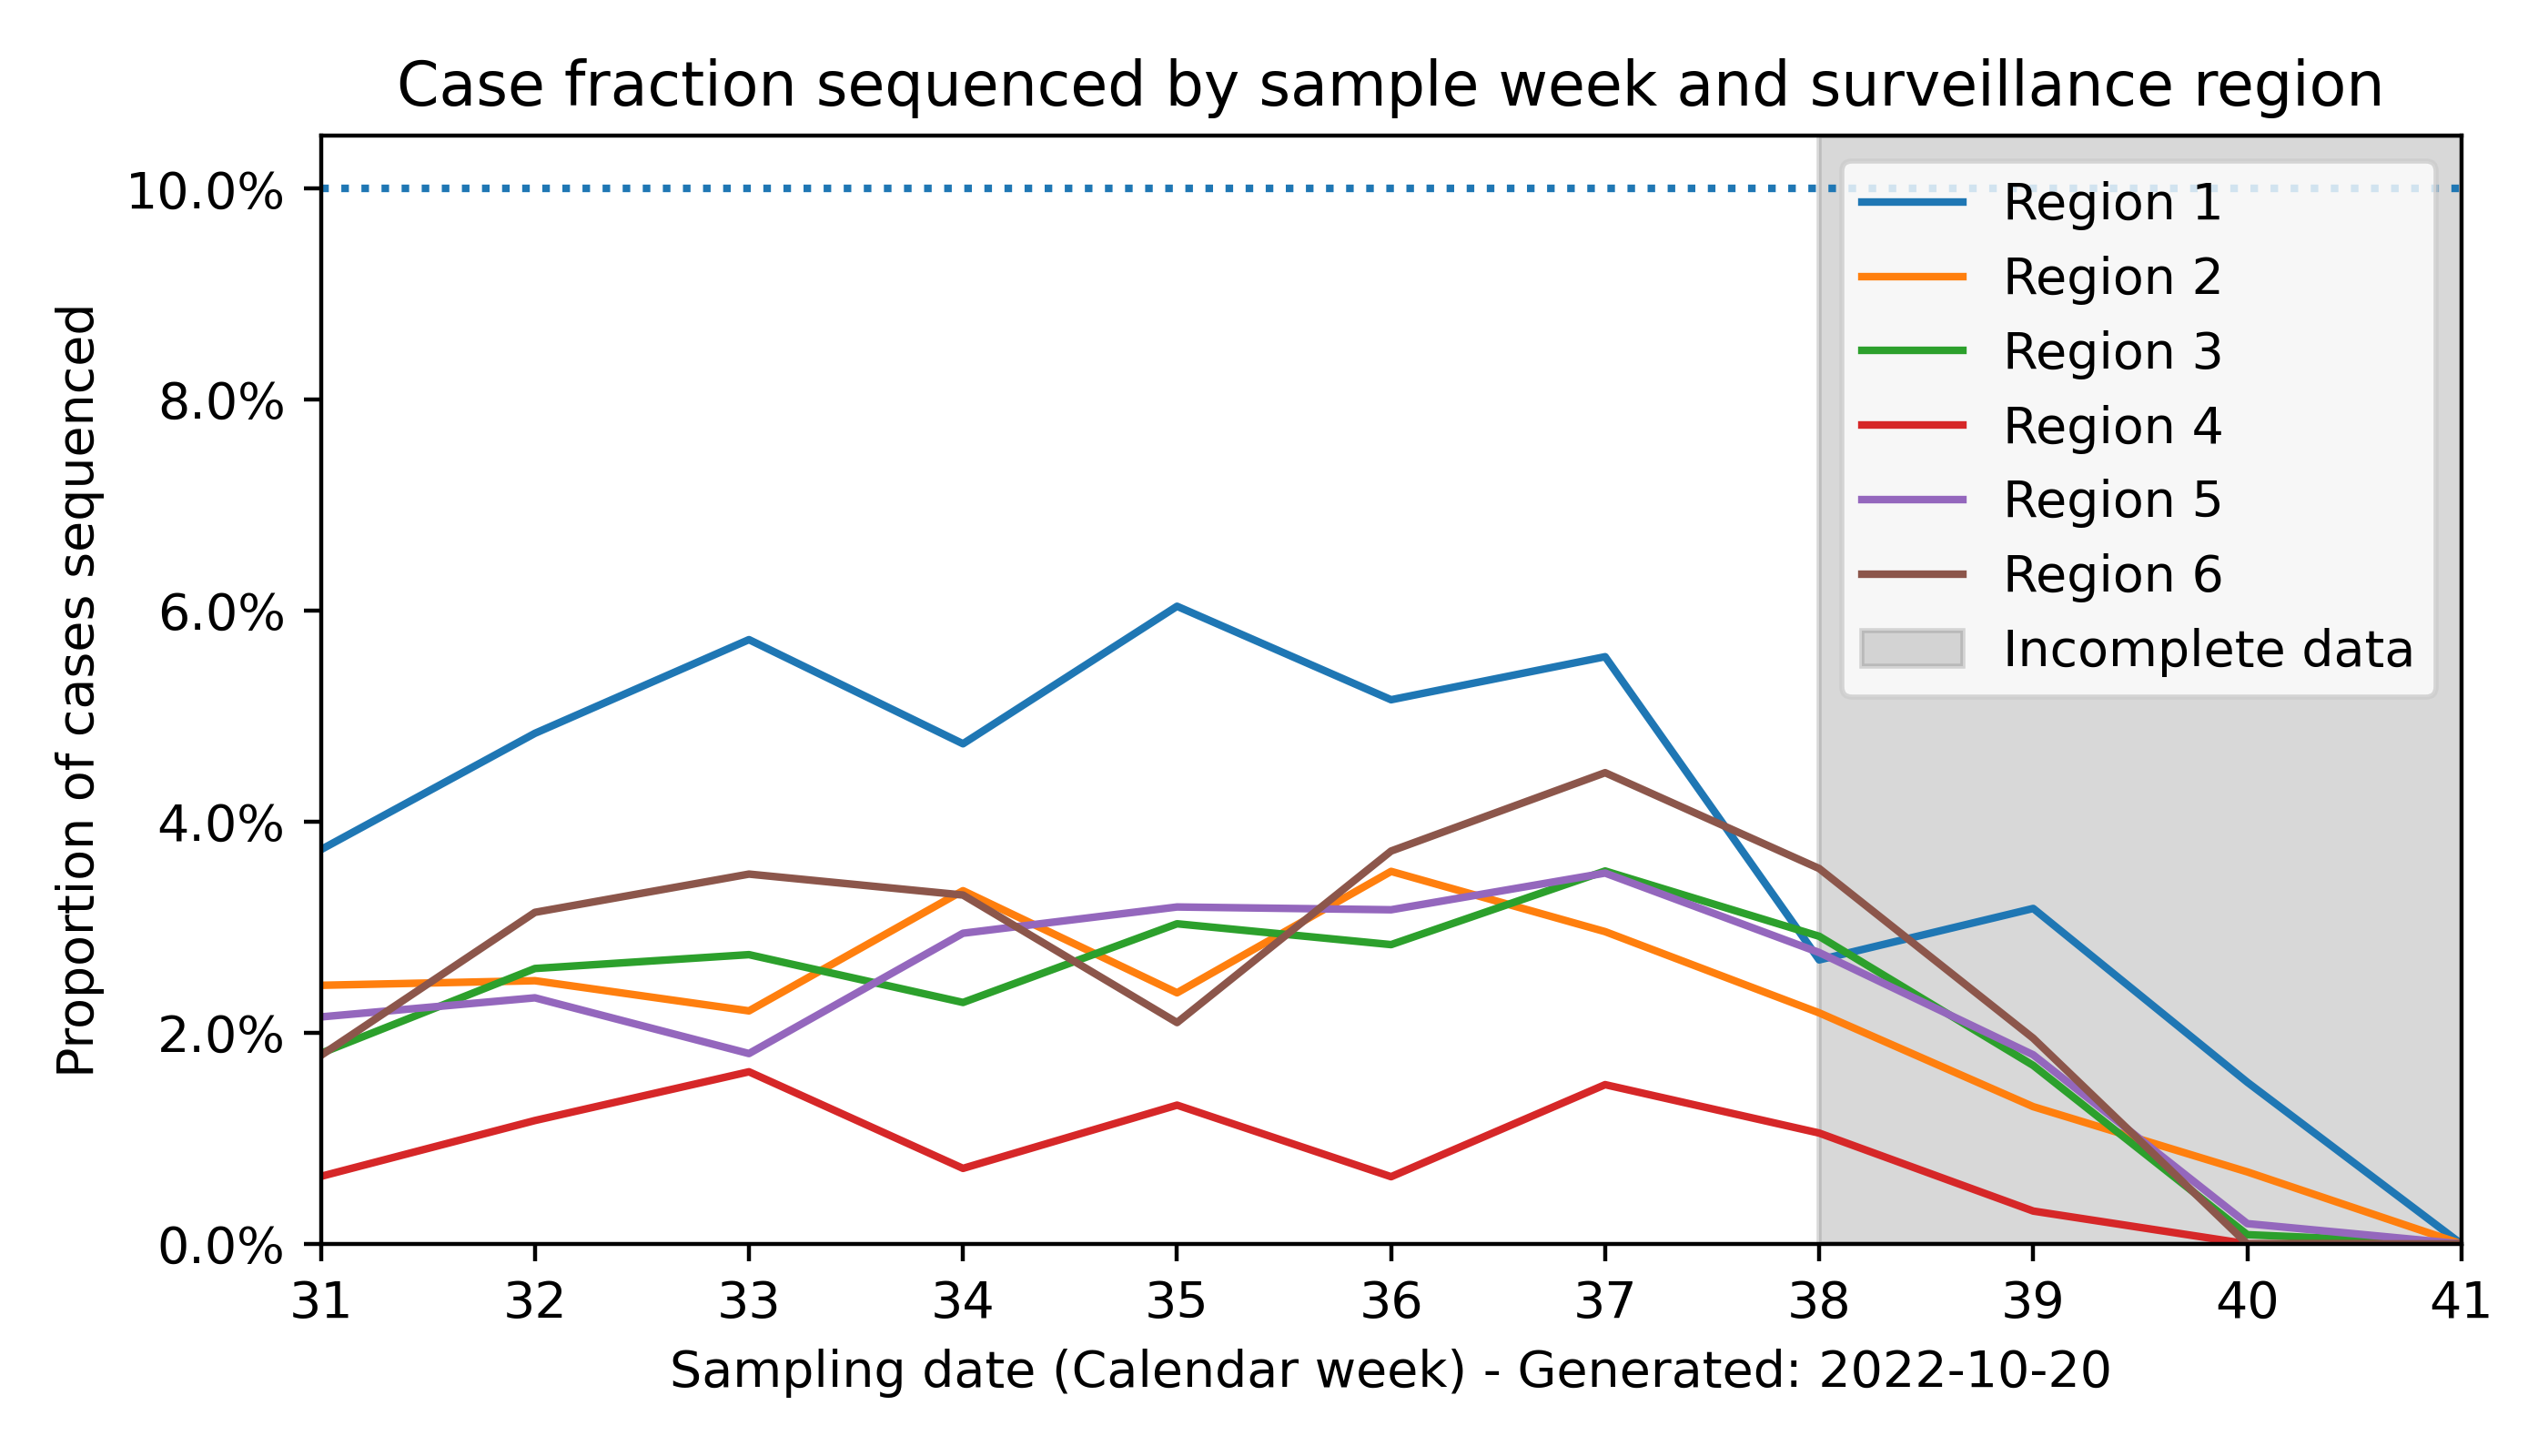 Case fraction sequenced by sample week and surveillance region
Proportion of cases sequenced
10.0%
8.0%
6.0%
4.0%
2.0%
0.0%
Region 1
Region 2
Region 3
Region 4
Region 5
Region 6
Incomplete data
31 32 33 34 35 36 37 38 39 40 41
Sampling date (Calendar week) - Generated: 2022-10-20